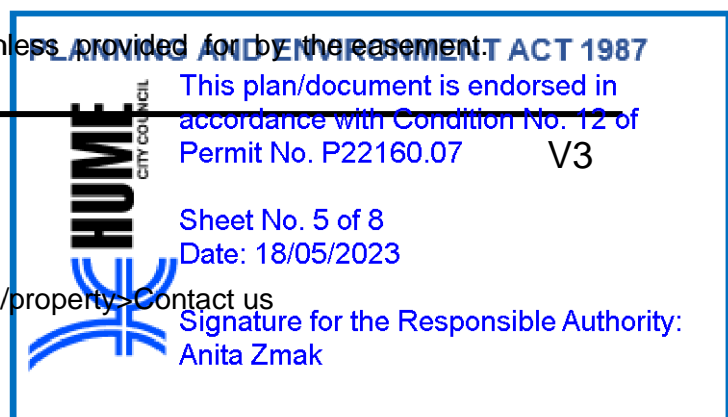 nless provided for by the easement.
PLANNING AND ENVIRONMENT ACT 1987
This plan/document is endorsed in
accordance with Condition No. 12 of
Permit No. P22160.07
V3
HUME
CITY COUNCIL
Sheet No. 5 of 8
Date: 18/05/2023
/property>Contact us
Signature for the Responsible Authority:
Anita Zmak